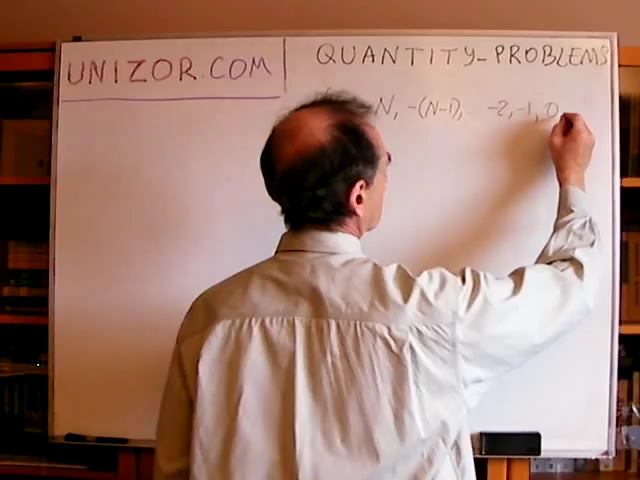 UNIZOR.COM
QUANTITY-PROBLEMS
N, -(N-1), -2, -1, 0